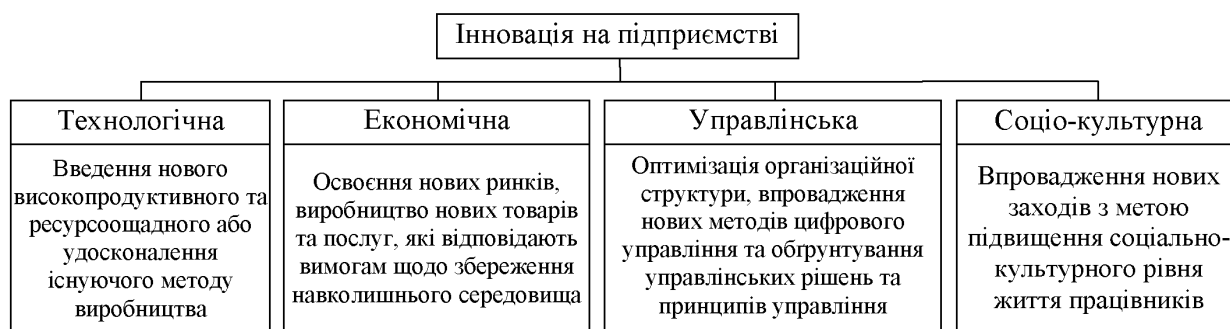 Інновація на підприємстві
Технологічна
Введення нового
високопродуктивного та
ресурсоощадного або
удосконалення
існуючого методу
виробництва
Економічна
Освоєння нових ринків,
виробництво нових товарів
та послуг, які відповідають
вимогам щодо збереження
навколишнього середовища
Управлінська
Оптимізація організаційної
структури, впровадження
нових методів цифрового
управління та обґрунтування
управлінських рішень та
принципів управління
Соціо-культурна
Впровадження нових
заходів з метою
підвищення соціально-
культурного рівня
життя працівників